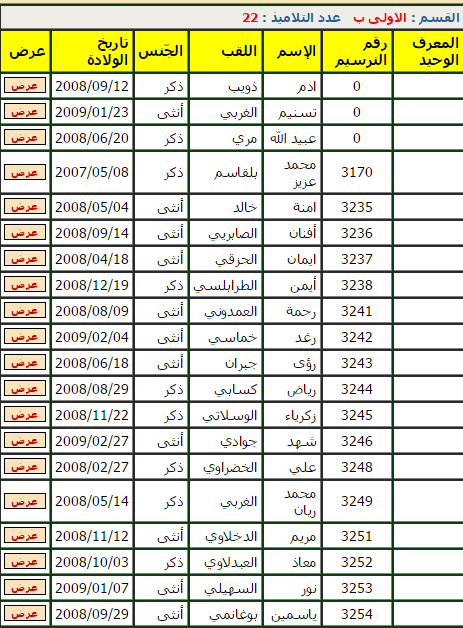 القسم : الاولى ب عدد التلاميذ : 22
المعرف الوحيد رقم الترسيم الإسم اللقب الجنس تاريخ الولادة عرض
0 ادم ذويب ذكر 2008/09/12 عرض
0 تسنيم الغربي أنثى 2009/01/23 عرض
0 عبيد الله مري ذكر 2008/06/20 عرض
3170 محمد عزيز بلقاسم ذكر 2007/05/08 عرض
3235 امنة خالد أنثى 2008/05/04 عرض
3236 أفنان الصابريي أنثى 2008/09/14 عرض
3237 ايمان الحزقي أنثى 2008/04/18 عرض
3238 أيمن الطرابلسي ذكر 2008/12/19 عرض
3241 رحمة العمدوني أنثى 2008/08/09 عرض
3242 رغد خماسي أنثى 2009/02/04 عرض
3243 رؤى جبران أنثى 2008/06/18 عرض
3244 رياض كسابي ذكر 2008/08/29 عرض
3245 زكرياء الوسلاتي ذكر 2008/11/22 عرض
3246 شهد جوادي أنثى 2009/02/27 عرض
3248 علي الخضراوي ذكر 2008/02/27 عرض
3249 محمد ريان الغربي ذكر 2008/05/14 عرض
3251 مريم الدخلاوي أنثى 2008/11/12 عرض
3252 معاذ العبدلاوي ذكر 2008/10/03 عرض
3253 نور السهيلي أنثى 2009/01/07 عرض
3254 ياسمين بوغانمي أنثى 2008/09/29 عرض